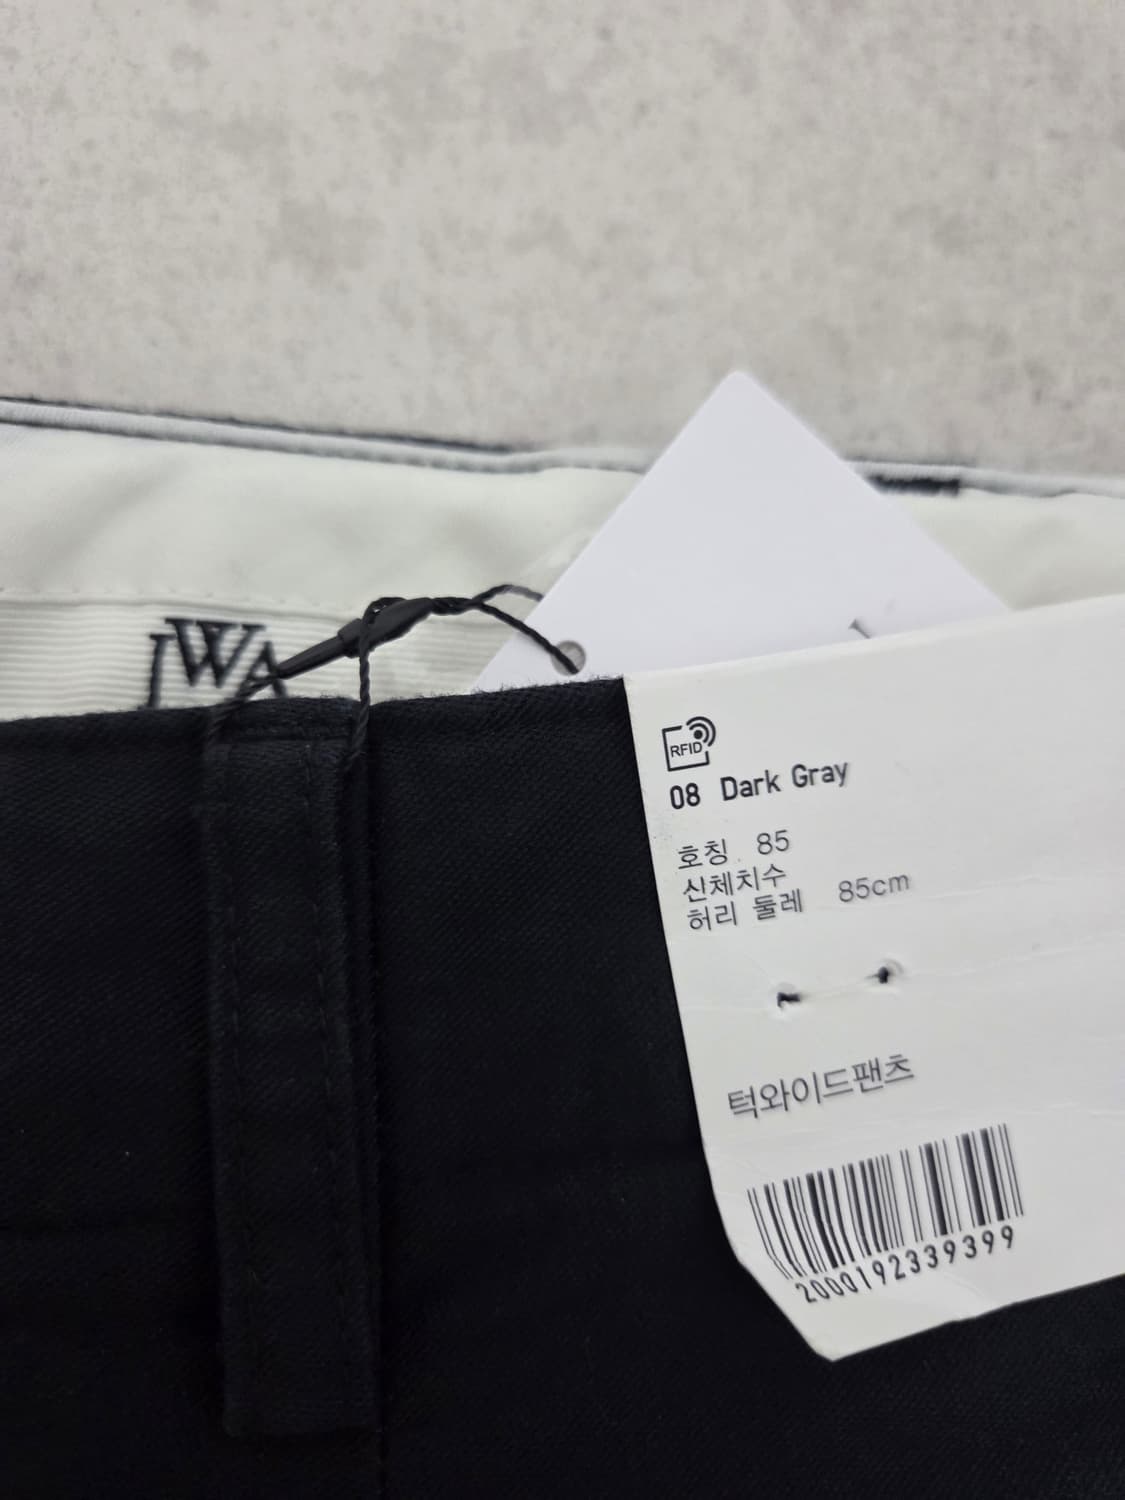 JWA
RFID
08 Dark Gray
호칭 85
신체치수
허리 둘레 85cm
턱와이드팬츠
2000192339399